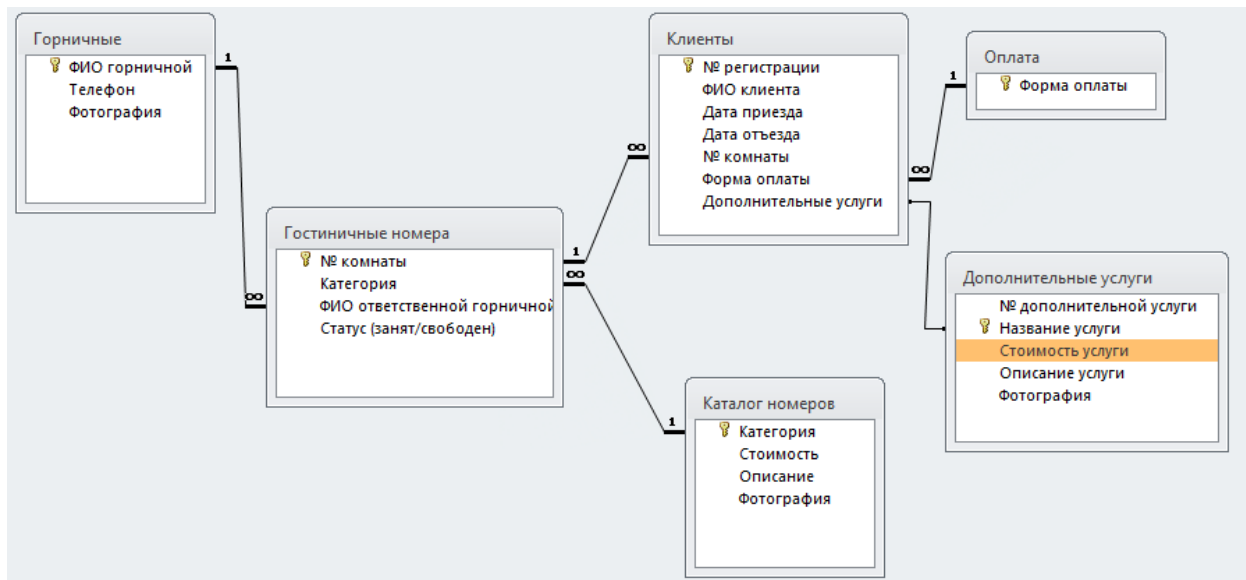 Горничные
ФИО горничной
Телефон
Фотография
Гостиничные номера
№ комнаты
Категория
ФИО ответственной горничной
Статус (занят/свободен)
Клиенты
№ регистрации
ФИО клиента
Дата приезда
Дата отъезда
№ комнаты
Форма оплаты
Дополнительные услуги
Оплата
Форма оплаты
Дополнительные услуги
№ дополнительной услуги
Название услуги
Стоимость услуги
Описание услуги
Фотография
Каталог номеров
Категория
Стоимость
Описание
Фотография
1
∞
1
∞
∞
1
1
∞